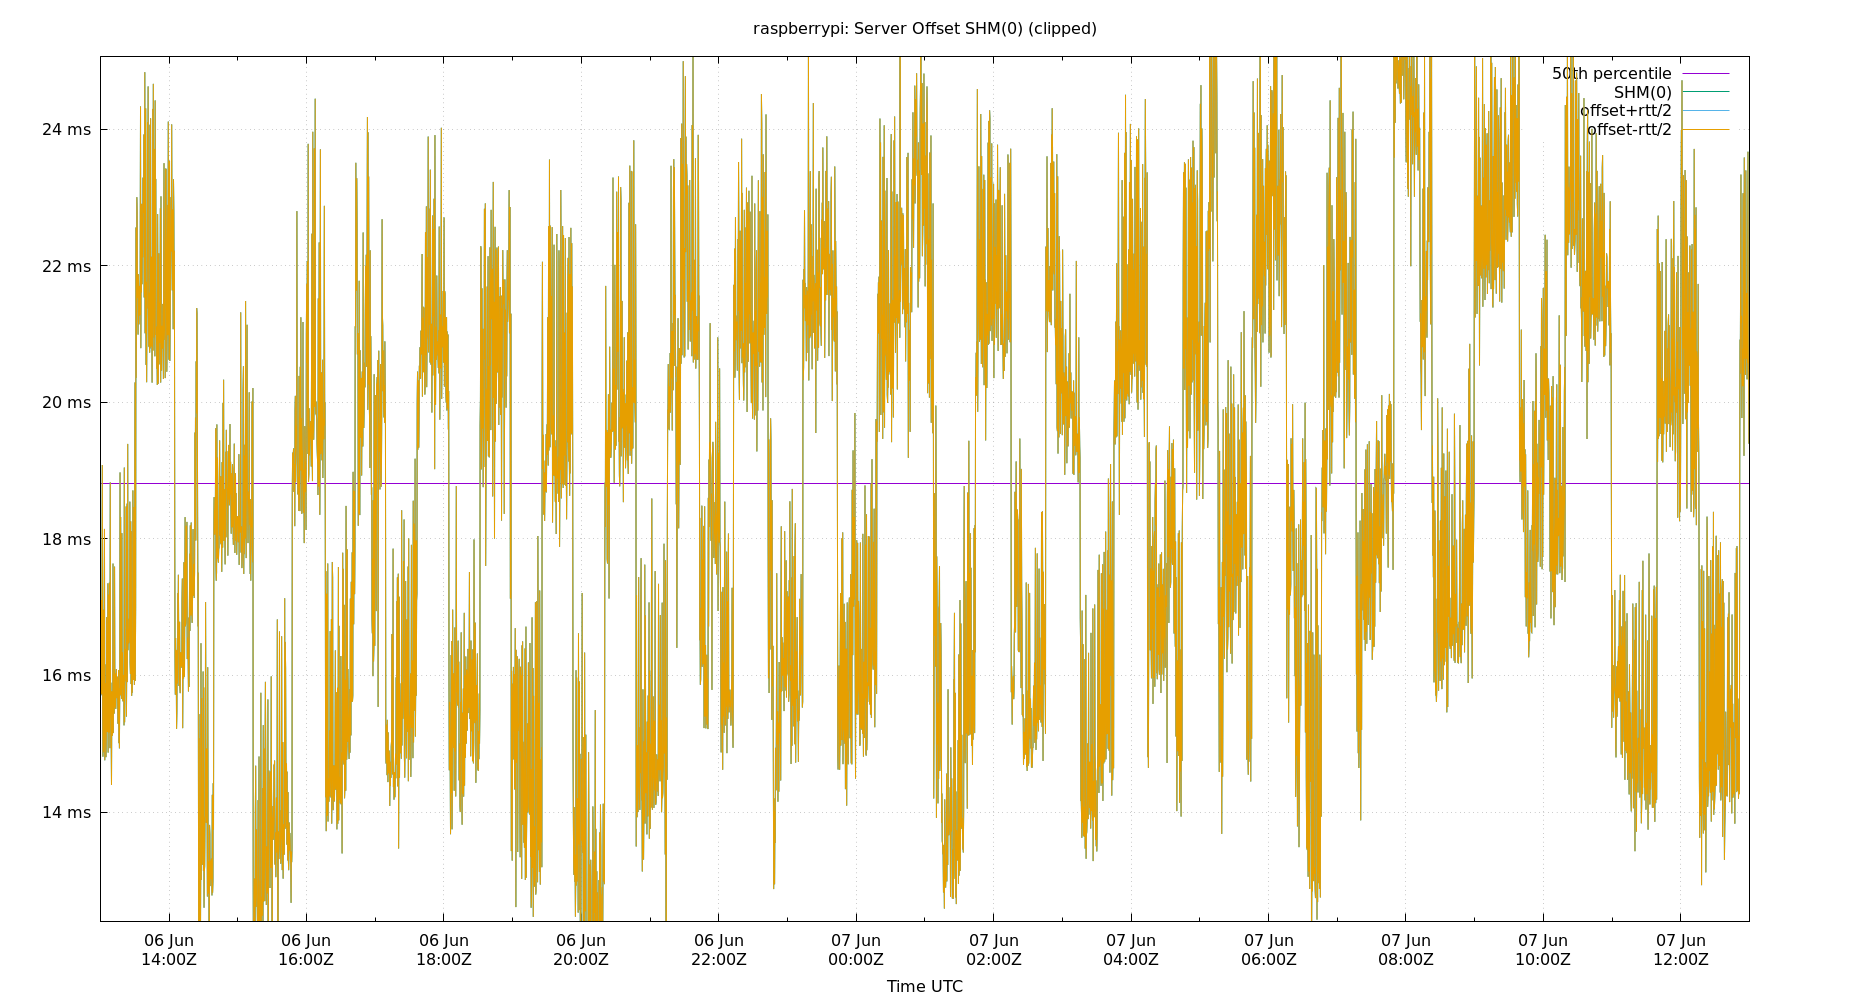 raspberrypi: Server Offset SHM(0) (clipped)
50th percentile
SHM(0)
offset+rtt/2
offset-rtt/2
24 ms
22 ms
20 ms
18 ms
16 ms
14 ms
06 Jun 06 Jun 06 Jun 06 Jun 06 Jun 07 Jun 07 Jun 07 Jun 07 Jun 07 Jun 07 Jun 07 Jun
14:00Z 16:00Z 18:00Z 20:00Z 22:00Z 00:00Z 02:00Z 04:00Z 06:00Z 08:00Z 10:00Z 12:00Z
Time UTC